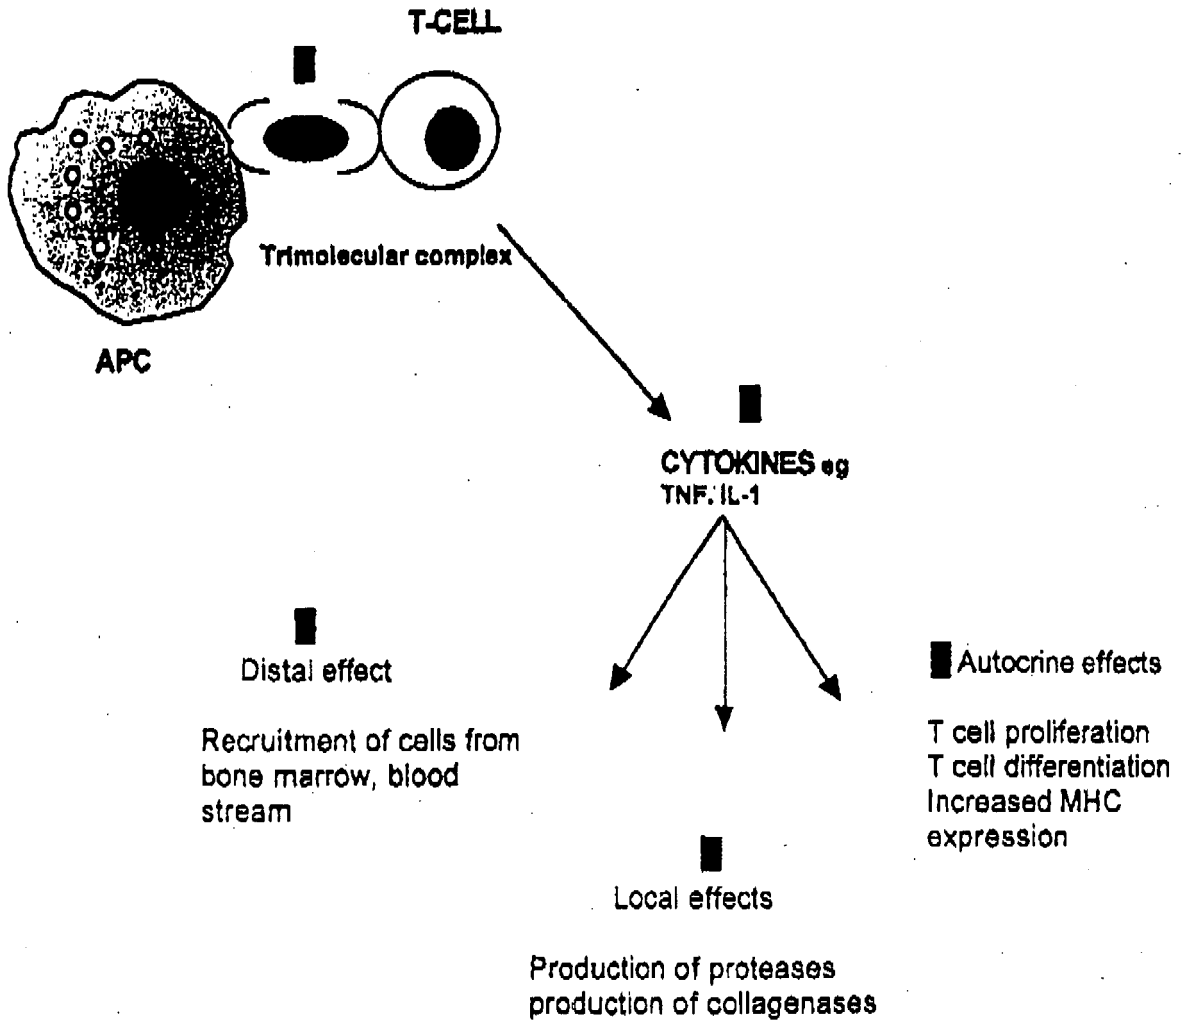 T-CELL
Trimolecular complex
APC
CYTOKINES eg
TNF, IL-1
Distal effect
Recruitment of cells from
bone marrow, blood
stream
Autocrine effects
T cell proliferation
T cell differentiation
Increased MHC
expression
Local effects
Production of proteases
production of collagenases